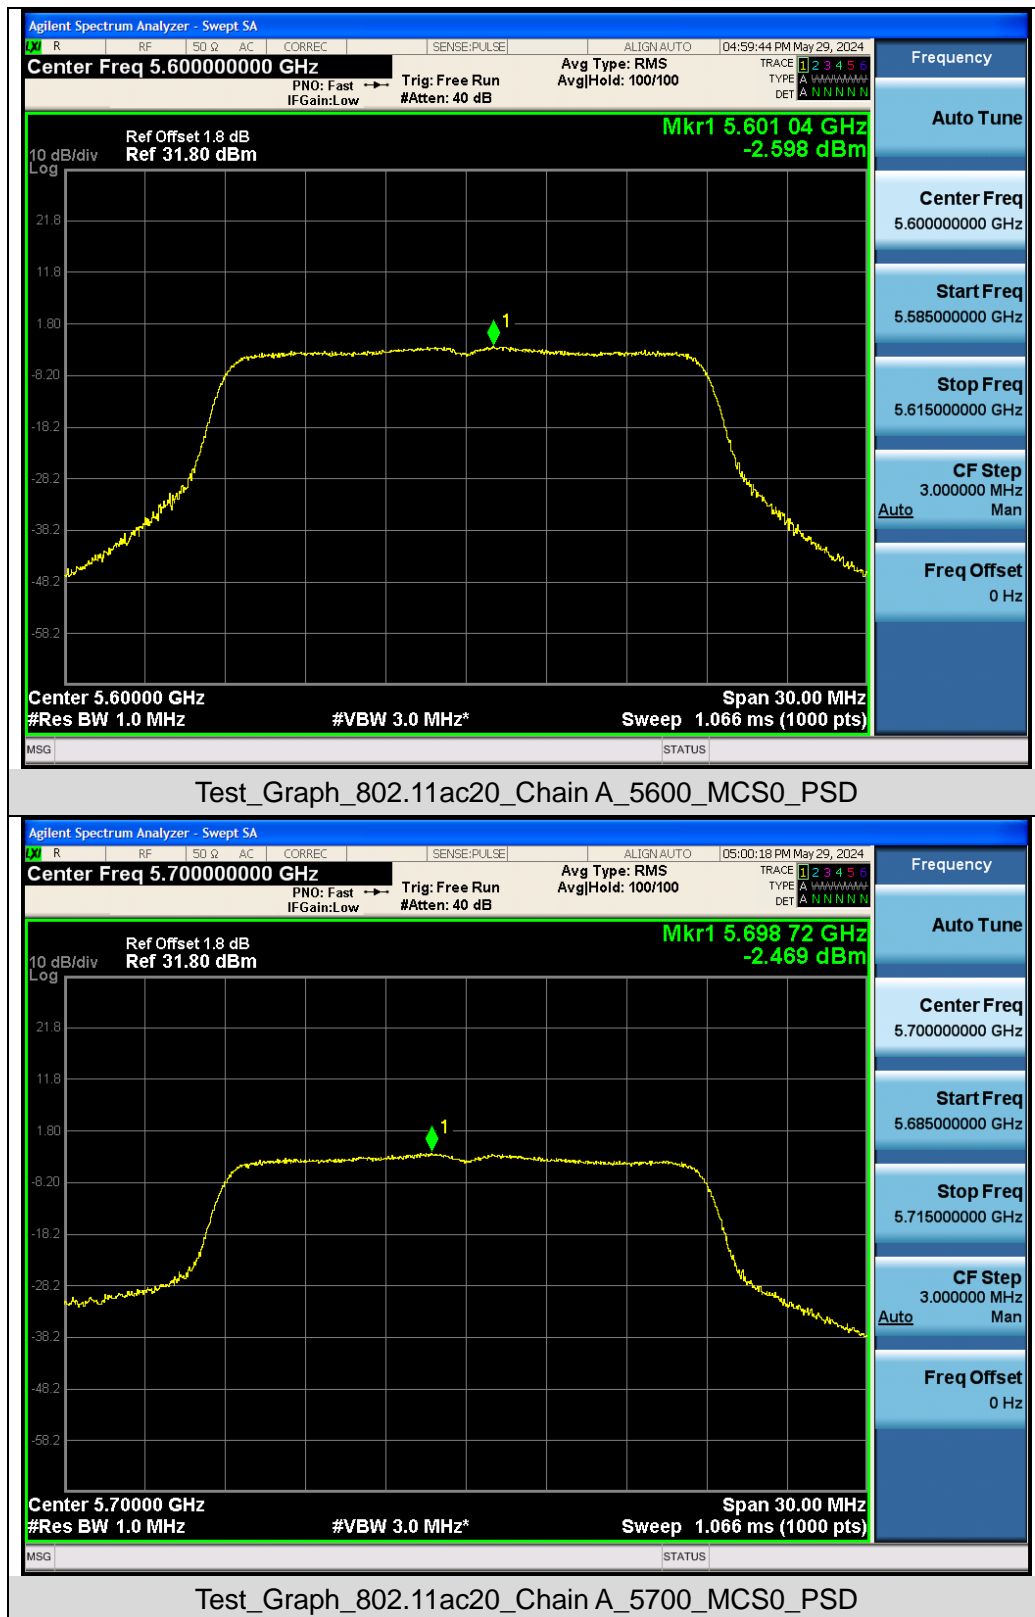 Agilent Spectrum Analyzer - Swept SA
LXI R RF 50 Ω AC CORREC SENSE:PULSE ALIGN AUTO 04:59:44 PM May 29, 2024
Center Freq 5.600000000 GHz
PNO: Fast
IFGain:Low
Trig: Free Run
#Atten: 40 dB
Avg Type: RMS
Avg|Hold: 100/100
TRACE 1 2 3 4 5 6
TYPE A WWWWW
DET A N N N N N
Frequency
Auto Tune
Center Freq
5.600000000 GHz
Start Freq
5.585000000 GHz
Stop Freq
5.615000000 GHz
CF Step
3.000000 MHz
Auto Man
Freq Offset
0 Hz
Mkr1 5.601 04 GHz
-2.598 dBm
Ref Offset 1.8 dB
10 dB/div Ref 31.80 dBm
Log
21.8
11.8
1.80
-8.20
-18.2
-28.2
-38.2
-48.2
-58.2
1
Center 5.60000 GHz Span 30.00 MHz
#Res BW 1.0 MHz #VBW 3.0 MHz* Sweep 1.066 ms (1000 pts)
MSG STATUS
Test_Graph_802.11ac20_Chain A_5600_MCS0_PSD
Agilent Spectrum Analyzer - Swept SA
LXI R RF 50 Ω AC CORREC SENSE:PULSE ALIGN AUTO 05:00:18 PM May 29, 2024
Center Freq 5.700000000 GHz
PNO: Fast
IFGain:Low
Trig: Free Run
#Atten: 40 dB
Avg Type: RMS
Avg|Hold: 100/100
TRACE 1 2 3 4 5 6
TYPE A WWWWW
DET A N N N N N
Frequency
Auto Tune
Center Freq
5.700000000 GHz
Start Freq
5.685000000 GHz
Stop Freq
5.715000000 GHz
CF Step
3.000000 MHz
Auto Man
Freq Offset
0 Hz
Mkr1 5.698 72 GHz
-2.469 dBm
Ref Offset 1.8 dB
10 dB/div Ref 31.80 dBm
Log
21.8
11.8
1.80
-8.20
-18.2
-28.2
-38.2
-48.2
-58.2
1
Center 5.70000 GHz Span 30.00 MHz
#Res BW 1.0 MHz #VBW 3.0 MHz* Sweep 1.066 ms (1000 pts)
MSG STATUS
Test_Graph_802.11ac20_Chain A_5700_MCS0_PSD